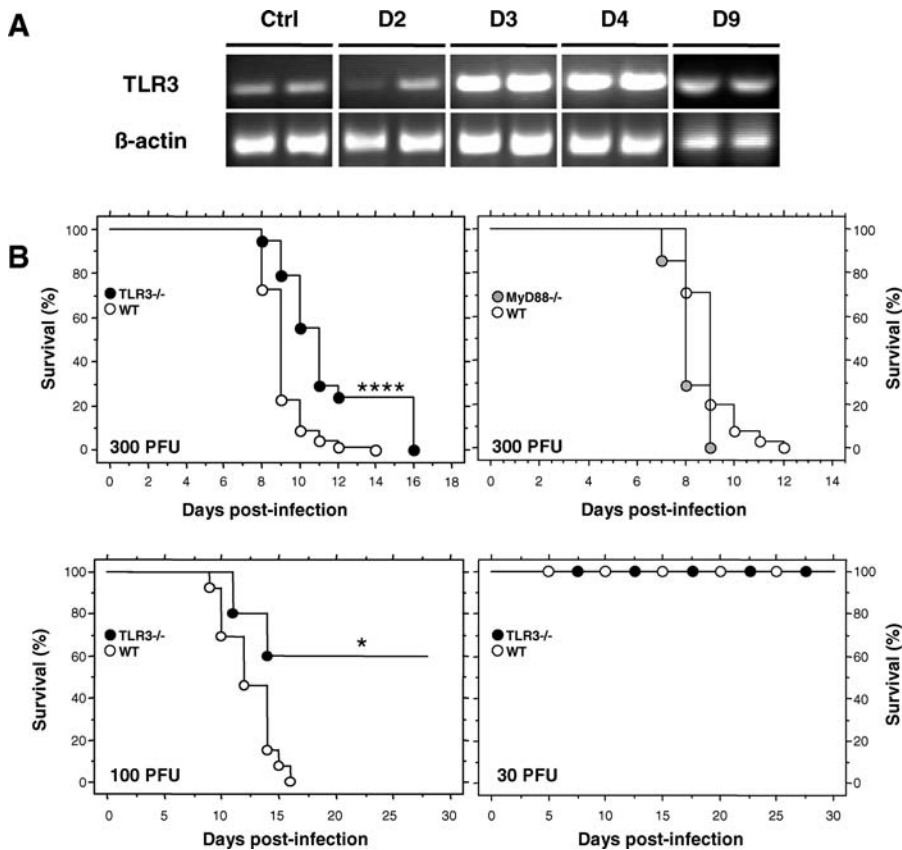 A
Ctrl D2 D3 D4 D9
TLR3
ß-actin
B
100
80
60
40
20
0
Survival (%)
TLR3-/-
WT
****
300 PFU
0 2 4 6 8 10 12 14 16 18
Days post-infection
100
80
60
40
20
0
Survival (%)
MyD88-/-
WT
300 PFU
0 2 4 6 8 10 12 14
Days post-infection
100
80
60
40
20
0
Survival (%)
TLR3-/-
WT
*
100 PFU
0 5 10 15 20 25 30
Days post-infection
100
80
60
40
20
0
Survival (%)
TLR3-/-
WT
30 PFU
0 5 10 15 20 25 30
Days post-infection